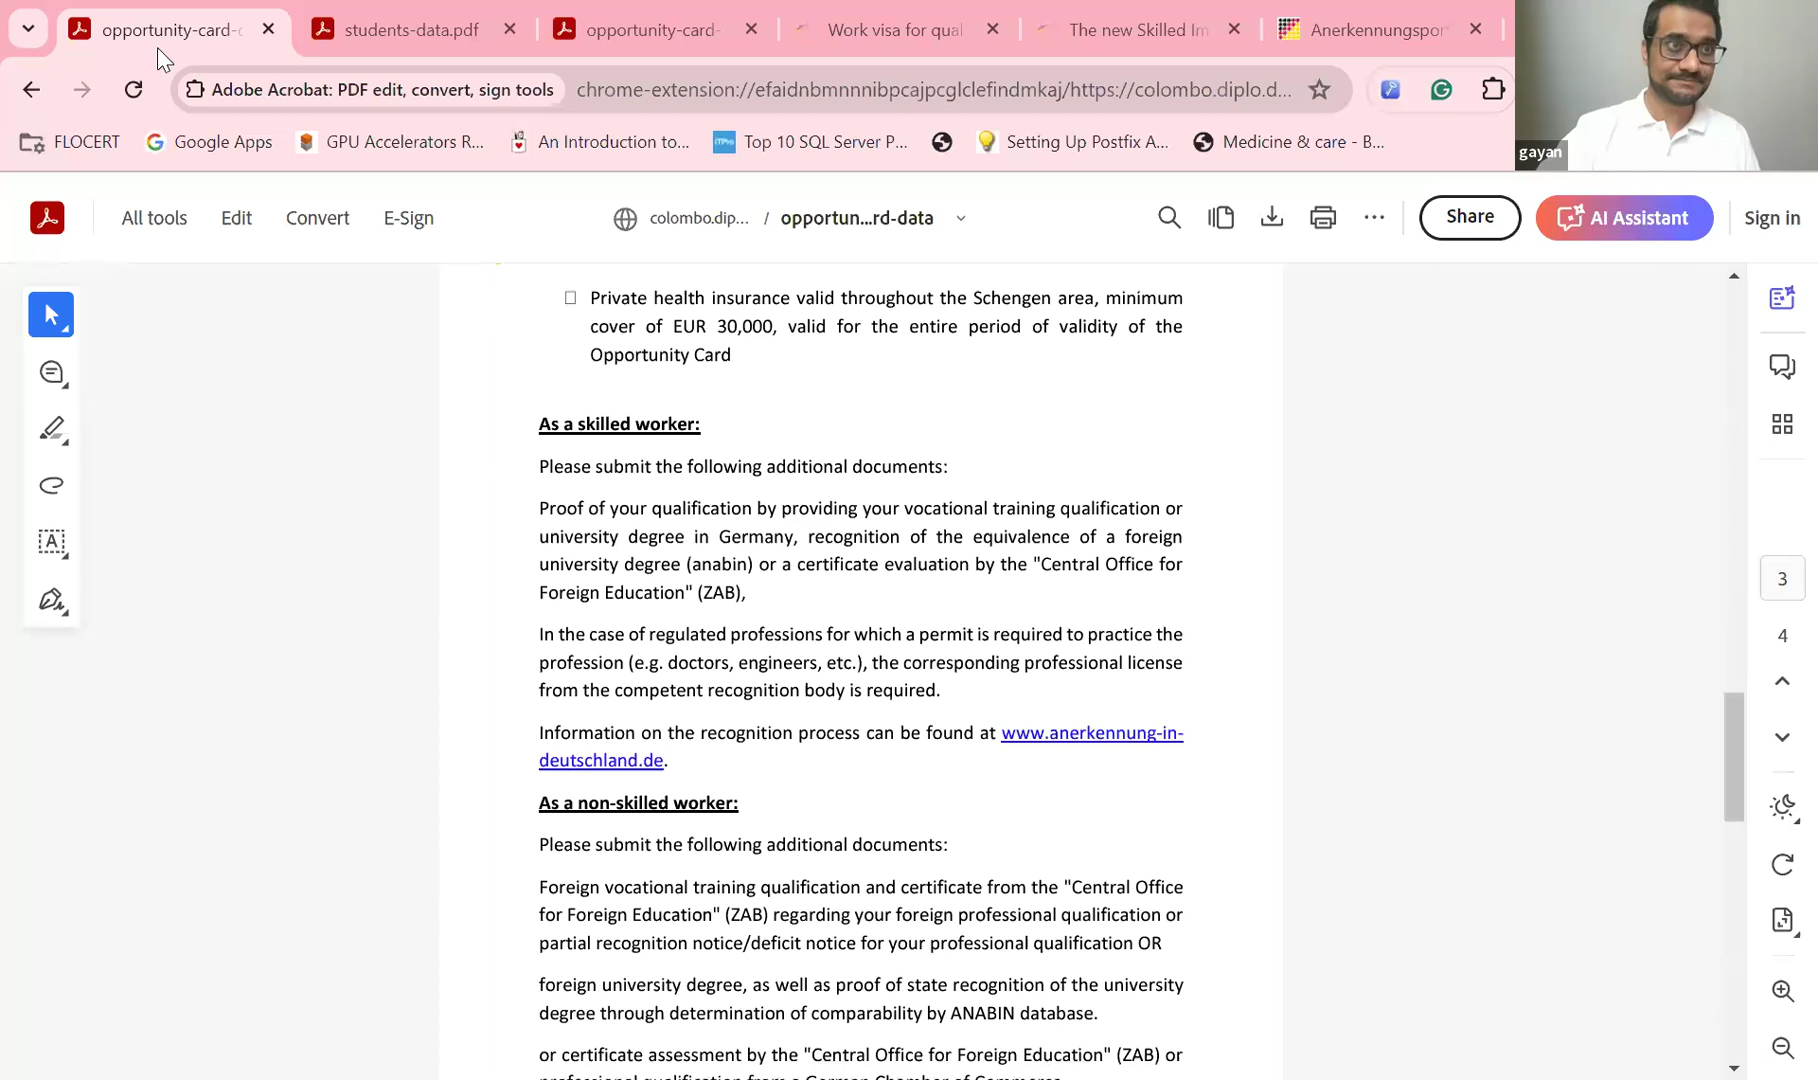 opportunity-card-
students-data.pdf
opportunity-card-
Work visa for qual
The new Skilled Im
Anerkennungsport
Adobe Acrobat: PDF edit, convert, sign tools
chrome-extension://efaidnbmnnnibpcajpcglclefindmkaj/https://colombo.diplo.d...
FLOCERT
Google Apps
GPU Accelerators R...
An Introduction to...
Top 10 SQL Server P...
Setting Up Postfix A...
Medicine & care - B...
gayan
All tools
Edit
Convert
E-Sign
colombo.dip... / opportun...rd-data
Share
AI Assistant
Sign in
Private health insurance valid throughout the Schengen area, minimum
cover of EUR 30,000, valid for the entire period of validity of the
Opportunity Card
As a skilled worker:
Please submit the following additional documents:
Proof of your qualification by providing your vocational training qualification or
university degree in Germany, recognition of the equivalence of a foreign
university degree (anabin) or a certificate evaluation by the "Central Office for
Foreign Education" (ZAB),
In the case of regulated professions for which a permit is required to practice the
profession (e.g. doctors, engineers, etc.), the corresponding professional license
from the competent recognition body is required.
Information on the recognition process can be found at www.anerkennung-in-
deutschland.de.
As a non-skilled worker:
Please submit the following additional documents:
Foreign vocational training qualification and certificate from the "Central Office
for Foreign Education" (ZAB) regarding your foreign professional qualification or
partial recognition notice/deficit notice for your professional qualification OR
foreign university degree, as well as proof of state recognition of the university
degree through determination of comparability by ANABIN database.
or certificate assessment by the "Central Office for Foreign Education" (ZAB) or
professional qualification from a German Chamber of Commerce
3
4